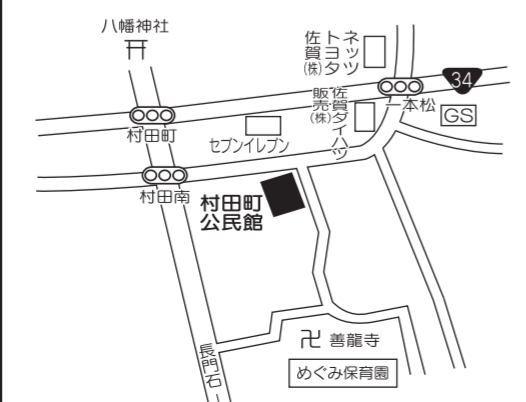 八幡神社
ネッツ
トヨタ
佐賀
(株)
34
一本松
GS
佐賀ダイハツ
販売(株)
村田町
セブンイレブン
村田南
村田町
公民館
長門石
卍 善龍寺
めぐみ保育園